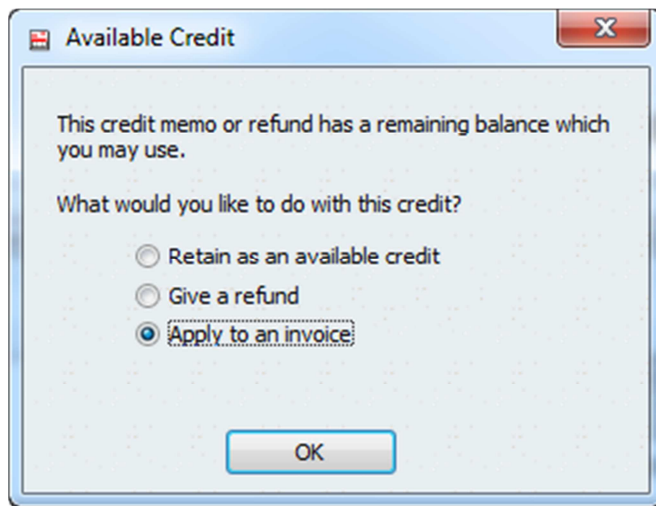 Available Credit
This credit memo or refund has a remaining balance which
you may use.
What would you like to do with this credit?
Retain as an available credit
Give a refund
Apply to an invoice
OK